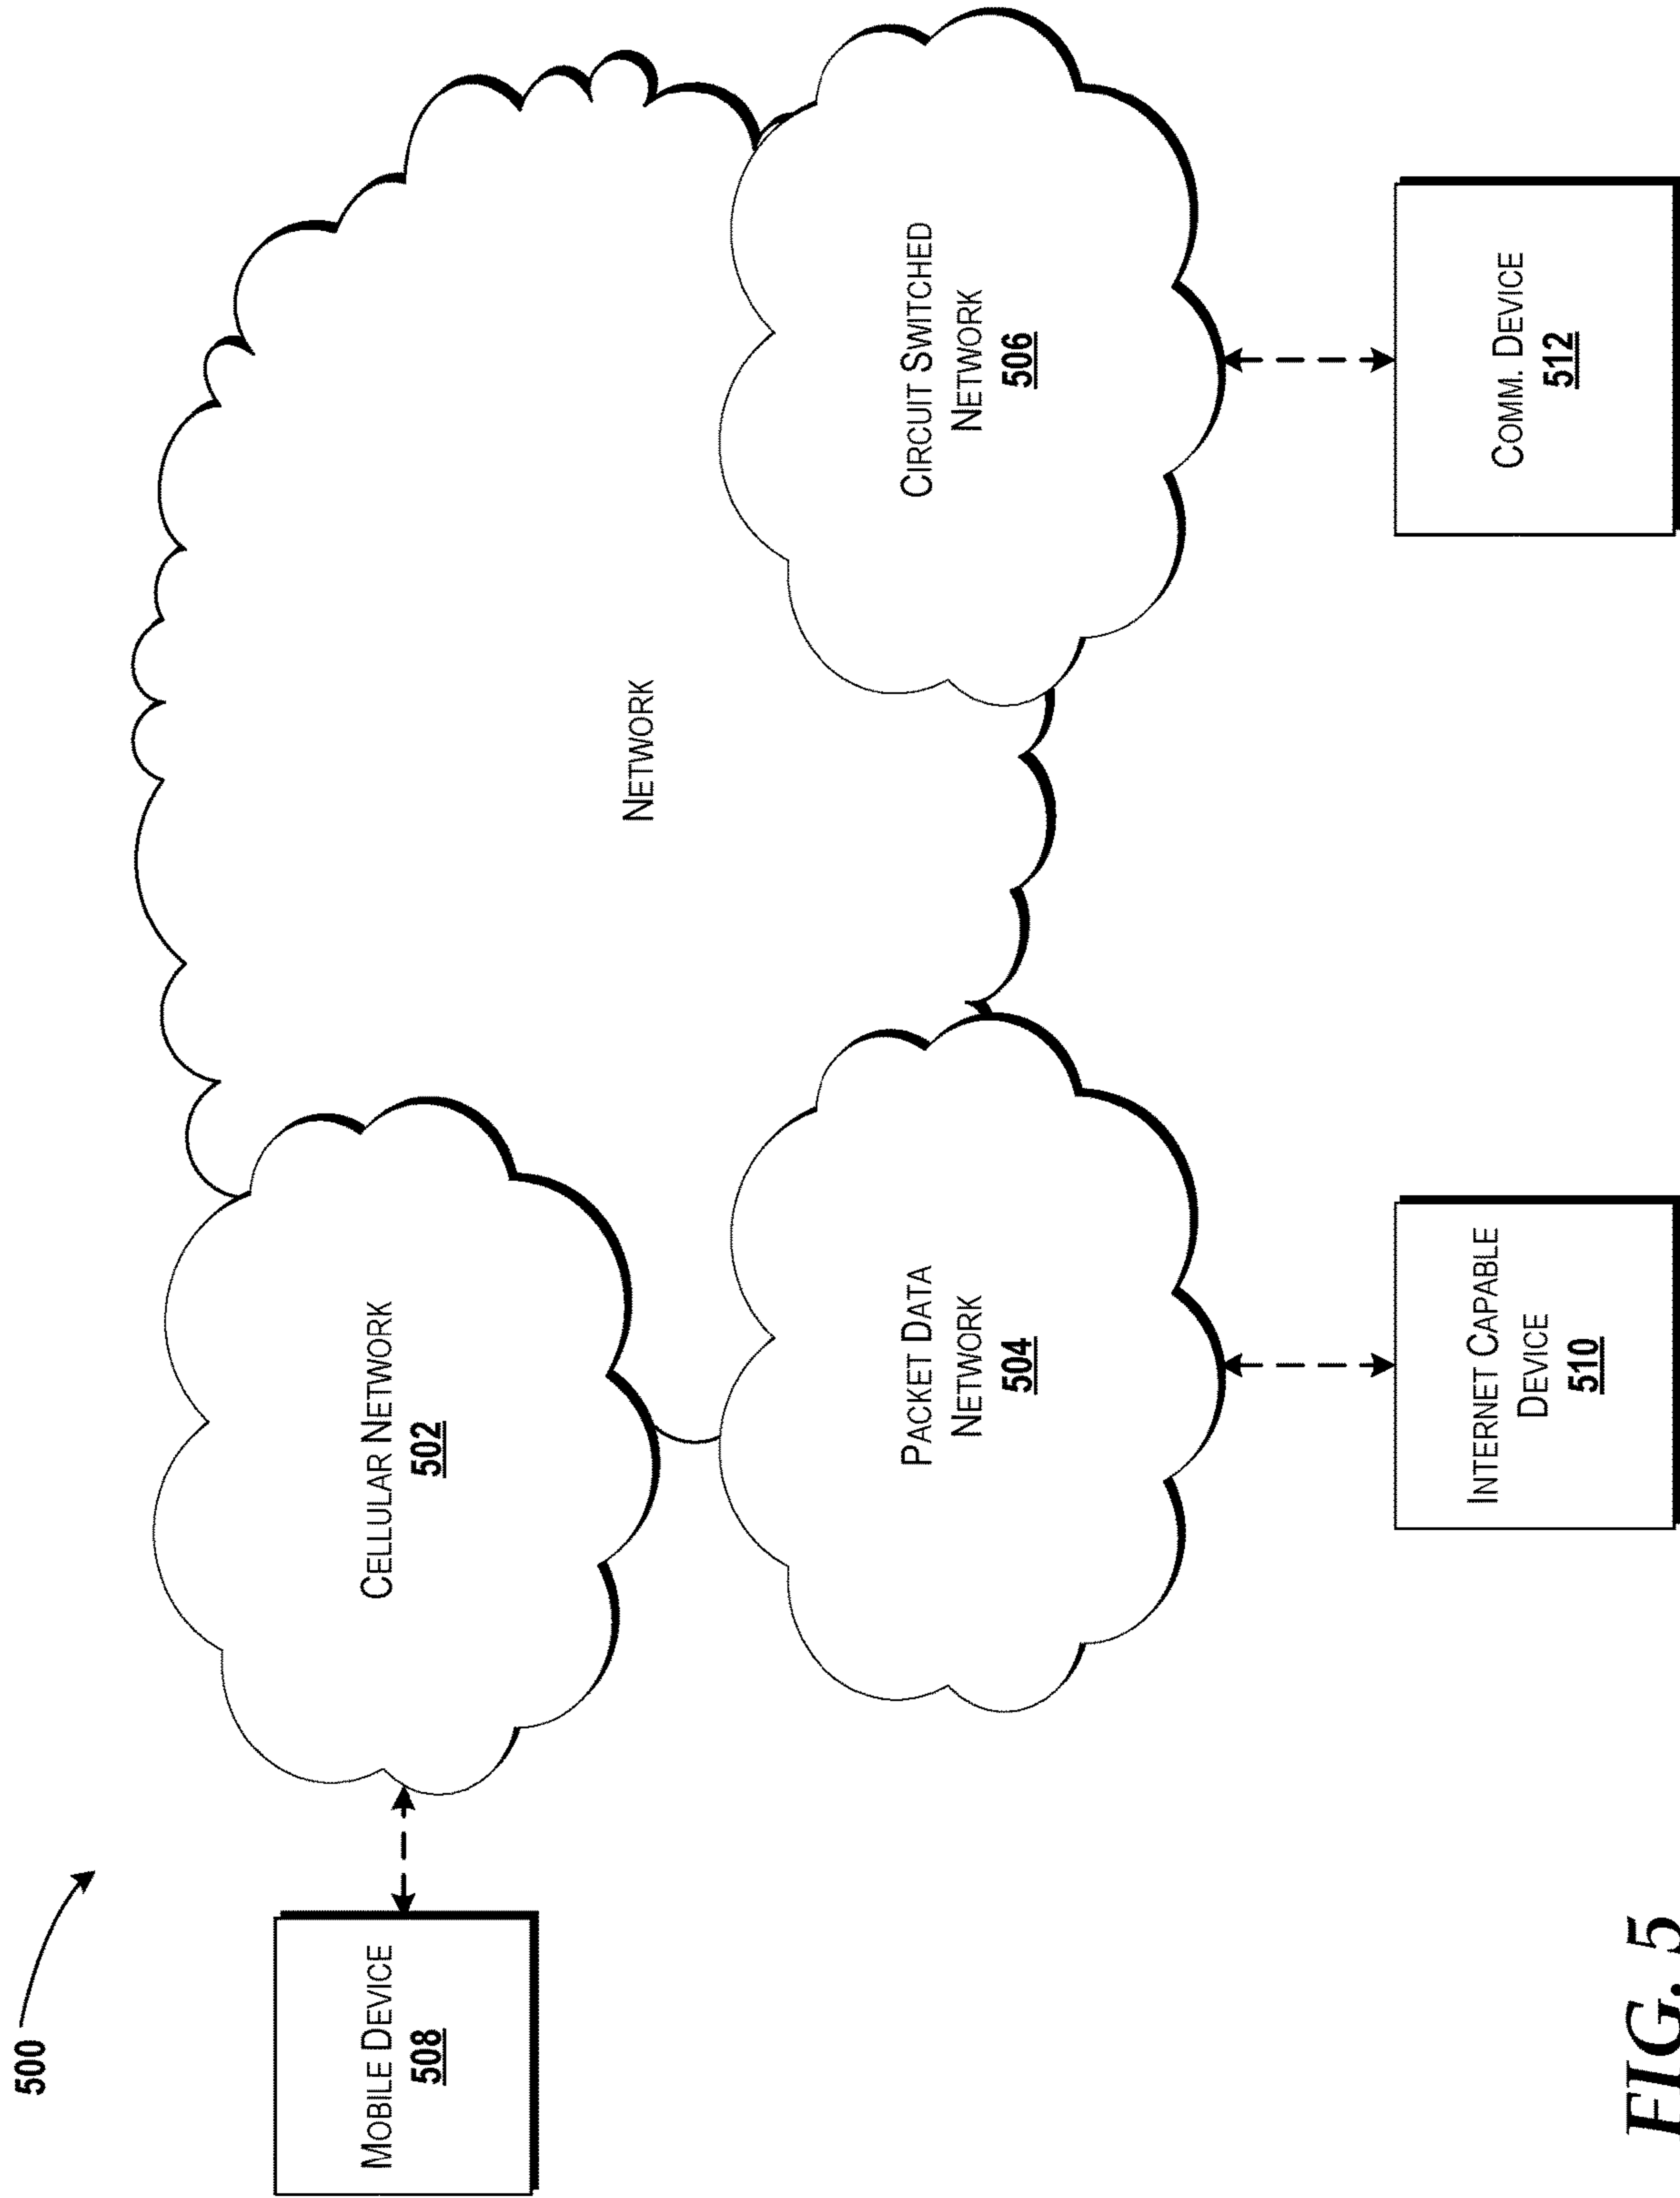 500
MOBILE DEVICE
508
CELLULAR NETWORK
502
NETWORK
PACKET DATA
NETWORK
504
CIRCUIT SWITCHED
NETWORK
506
INTERNET CAPABLE
DEVICE
510
COMM. DEVICE
512
FIG. 5